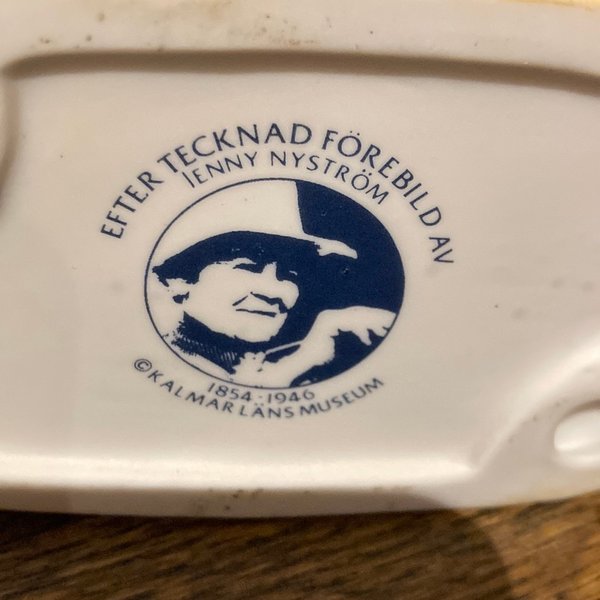 EFTER TECKNAD FÖREBILD AV
JENNY NYSTRÖM
1854-1946
©KALMAR LÄNS MUSEUM